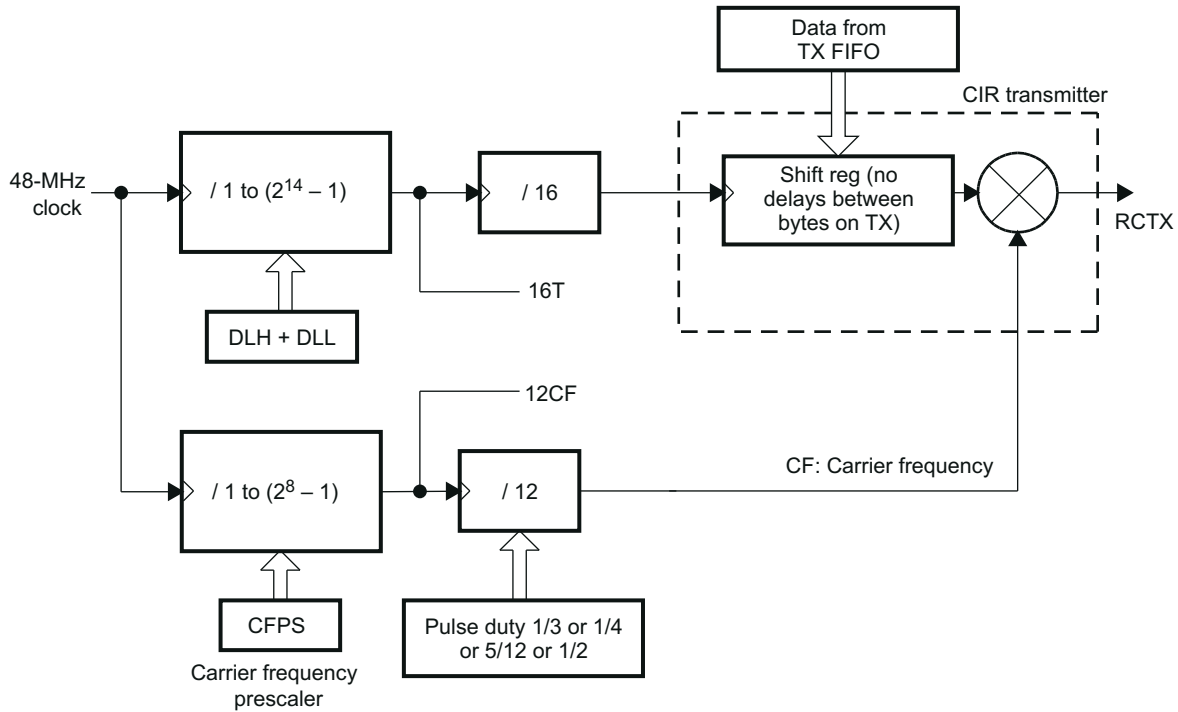 Data from
TX FIFO
CIR transmitter
48-MHz
clock
/ 1 to (2¹⁴ – 1)
/ 16
Shift reg (no
delays between
bytes on TX)
RCTX
16T
DLH + DLL
12CF
/ 1 to (2⁸ – 1)
/ 12
CF: Carrier frequency
CFPS
Carrier frequency
prescaler
Pulse duty 1/3 or 1/4
or 5/12 or 1/2